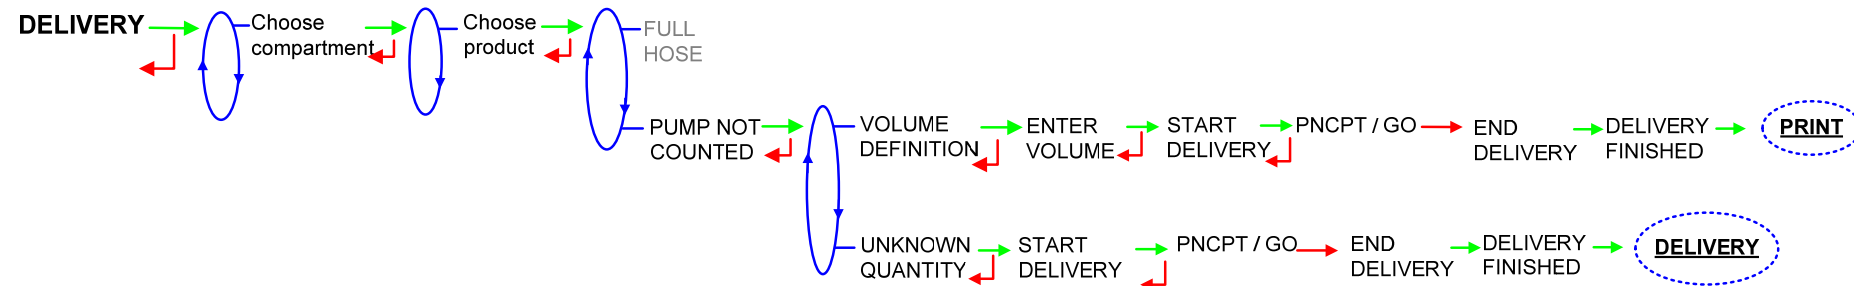 DELIVERY
Choose
compartment
Choose
product
FULL
HOSE
PUMP NOT
COUNTED
VOLUME
DEFINITION
ENTER
VOLUME
START
DELIVERY
PNCPT / GO
END
DELIVERY
DELIVERY
FINISHED
PRINT
UNKNOWN
QUANTITY
START
DELIVERY
PNCPT / GO
END
DELIVERY
DELIVERY
FINISHED
DELIVERY